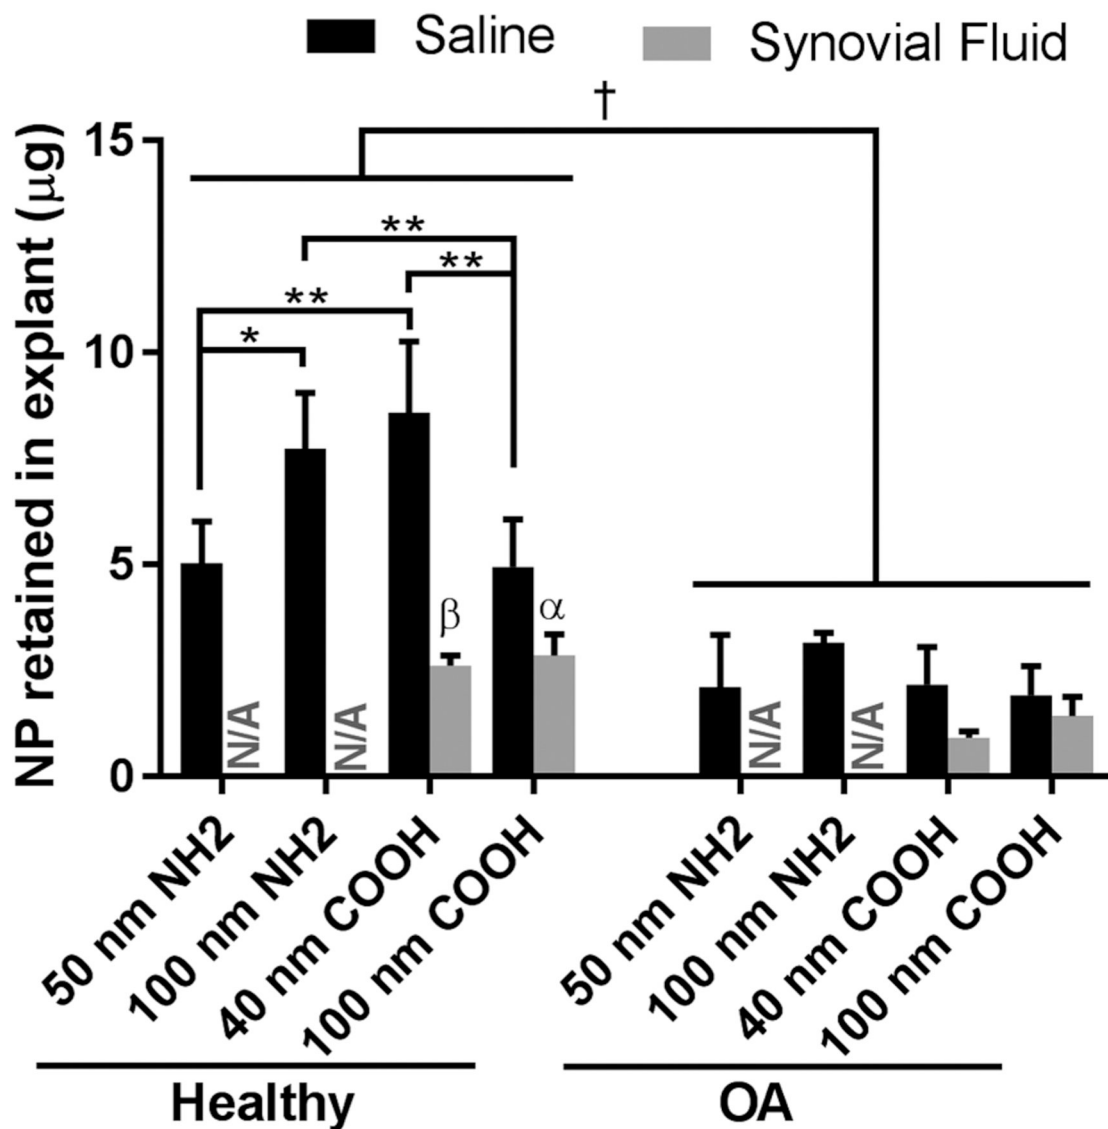 Saline Synovial Fluid
†
15
**
**
**
*
10
5
β α
N/A N/A N/A N/A
0
NP retained in explant (μg)
50 nm NH2
100 nm NH2
40 nm COOH
100 nm COOH
50 nm NH2
100 nm NH2
40 nm COOH
100 nm COOH
Healthy OA